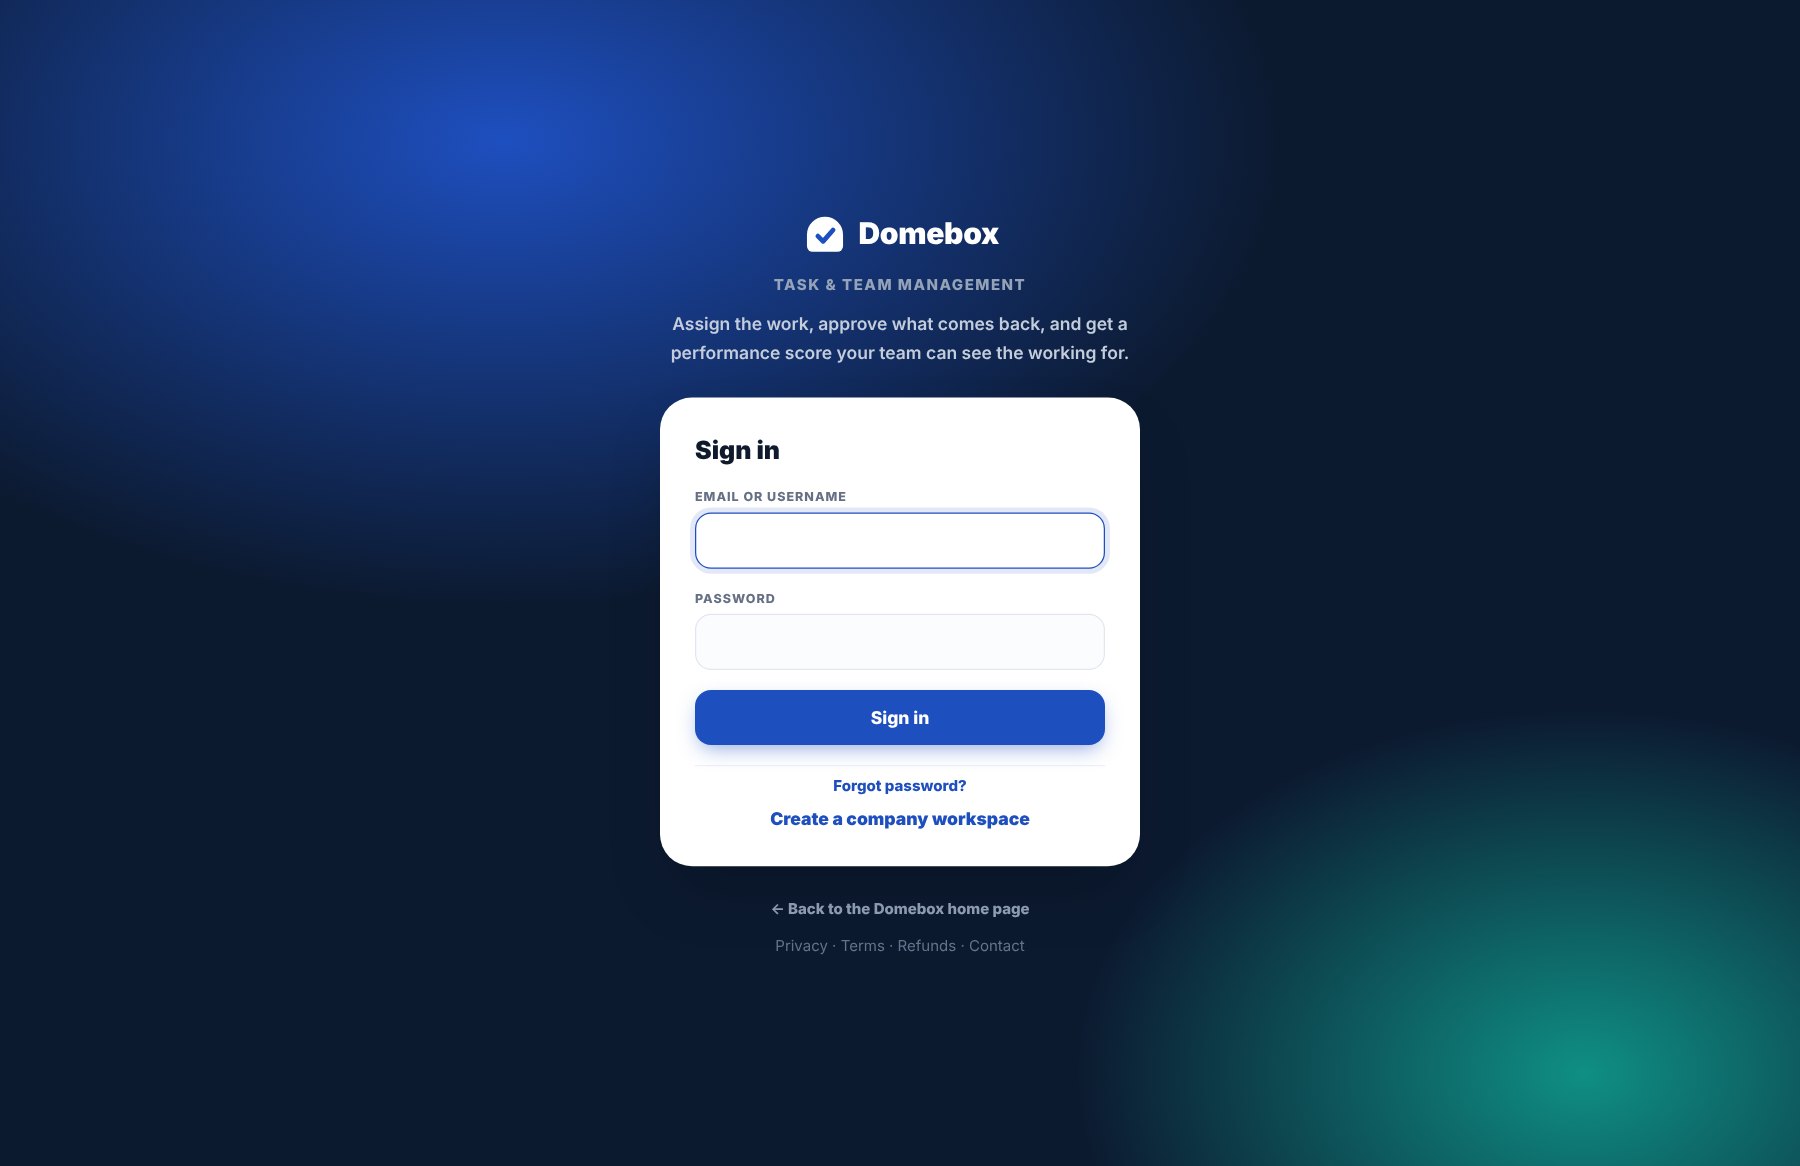 Domebox
TASK & TEAM MANAGEMENT
Assign the work, approve what comes back, and get a
performance score your team can see the working for.
Sign in
EMAIL OR USERNAME
PASSWORD
Sign in
Forgot password?
Create a company workspace
← Back to the Domebox home page
Privacy · Terms · Refunds · Contact